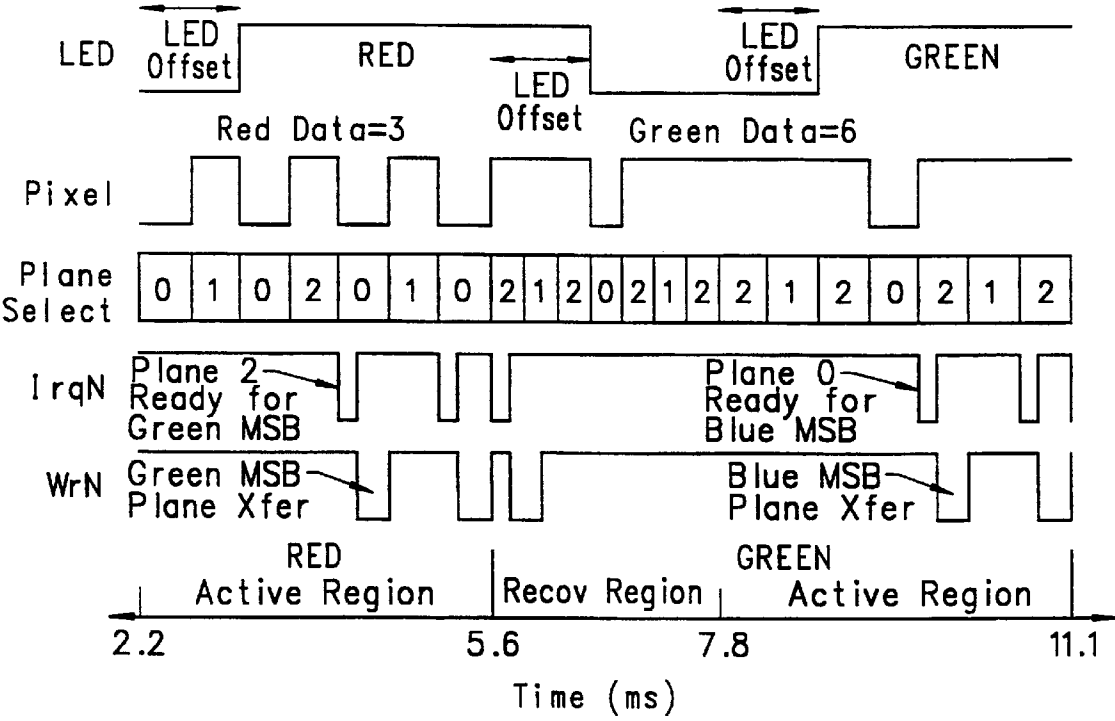 LED
LED
Offset
RED
LED
Offset
LED
Offset
GREEN
Red Data=3
Green Data=6
Pixel
Plane
Select
0 1 0 2 0 1 0 2 1 2 0 2 1 2 2 1 2 0 2 1 2
IrqN
Plane 2
Ready for
Green MSB
Plane 0
Ready for
Blue MSB
WrN
Green MSB
Plane Xfer
Blue MSB
Plane Xfer
RED
Active Region
GREEN
Recov Region
Active Region
2.2
5.6
7.8
11.1
Time (ms)